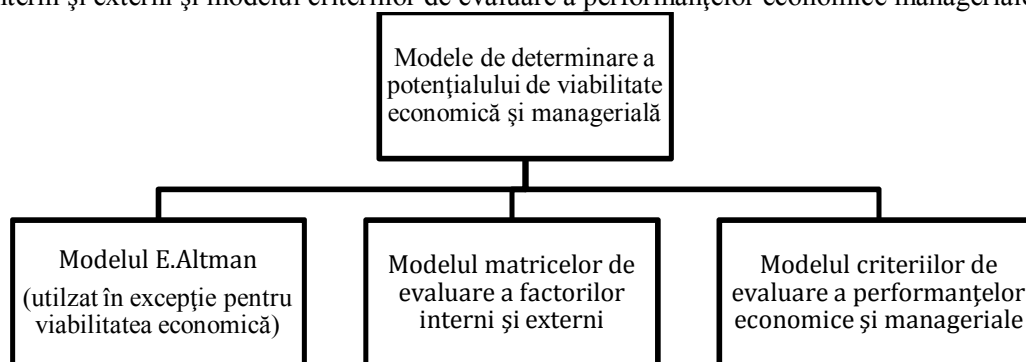 şi externi şi modelul criteriilor de evaluare a performanţelor economice manageriale
Modele de determinare a
potenţialului de viabilitate
economică şi managerială
Modelul E.Altman
(utilzat în excepţie pentru
viabilitatea economică)
Modelul matricelor de
evaluare a factorilor
interni şi externi
Modelul criteriilor de
evaluare a performanţelor
economice şi manageriale